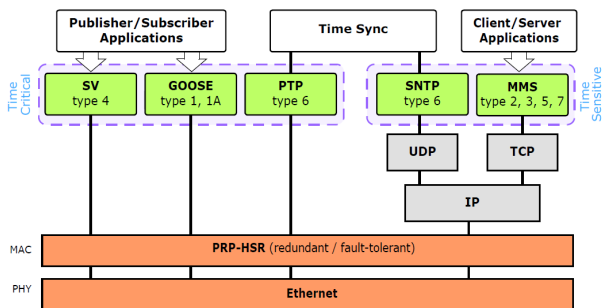 Publisher/Subscriber
Applications
Time Sync
Client/Server
Applications
Time
Critical
SV
type 4
GOOSE
type 1, 1A
PTP
type 6
SNTP
type 6
MMS
type 2, 3, 5, 7
Time
Sensitive
UDP
TCP
IP
MAC
PRP-HSR (redundant / fault-tolerant)
PHY
Ethernet